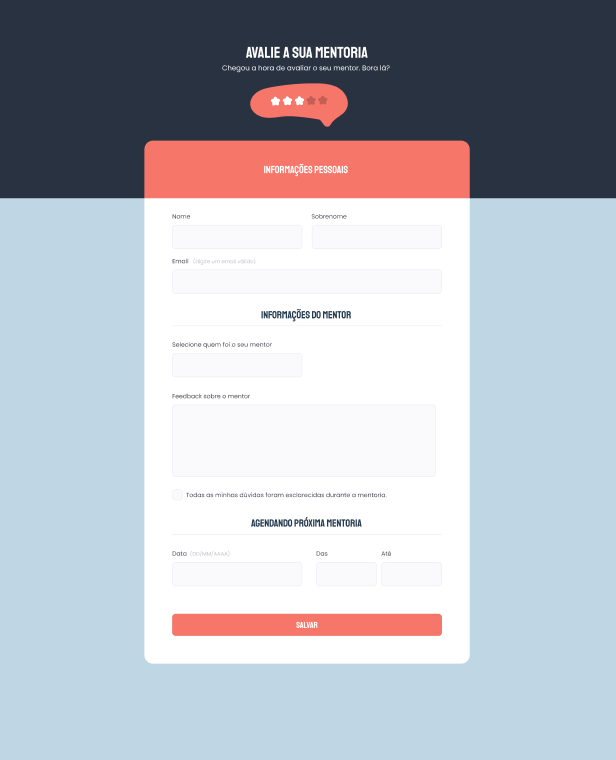 AVALIE A SUA MENTORIA
Chegou a hora de avaliar o seu mentor. Bora lá?
INFORMAÇÕES PESSOAIS
Nome Sobrenome
Email (digite um email válido)
INFORMAÇÕES DO MENTOR
Selecione quem foi o seu mentor
Feedback sobre o mentor
Todas as minhas dúvidas foram esclarecidas durante a mentoria.
AGENDANDO PRÓXIMA MENTORIA
Data (DD/MM/AAAA) Das Até
SALVAR